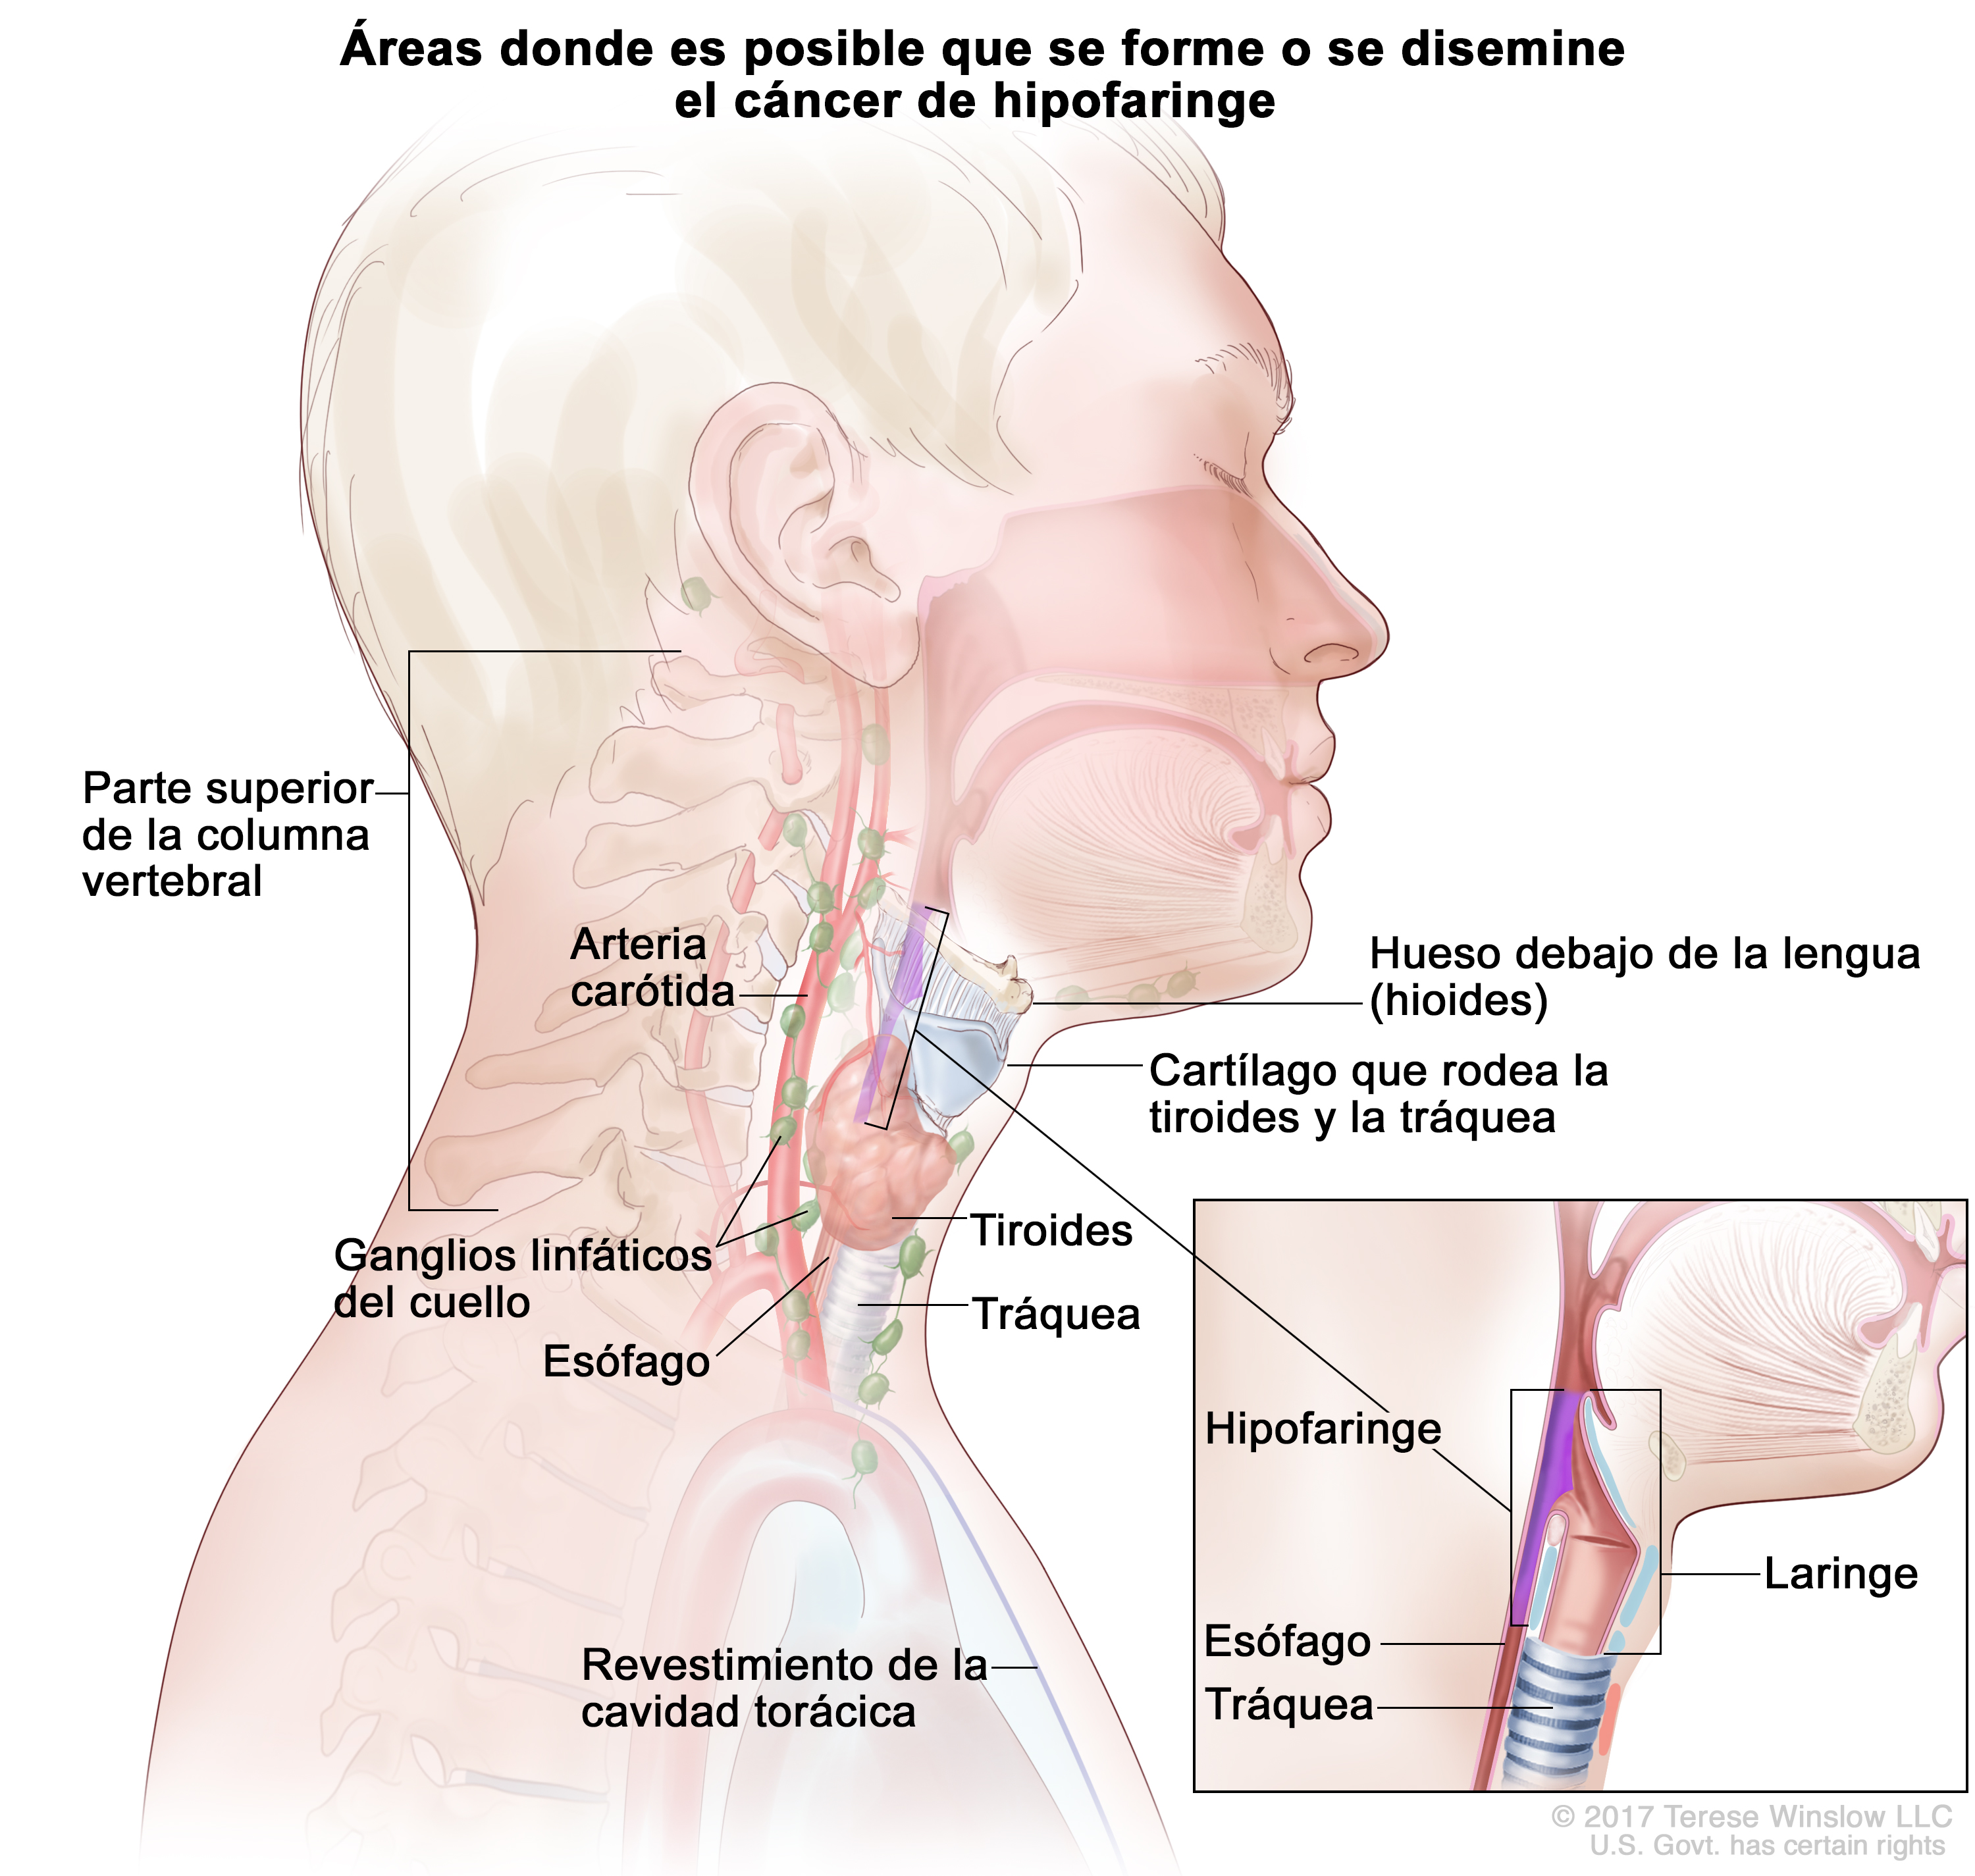 Áreas donde es posible que se forme o se disemine
el cáncer de hipofaringe
Parte superior
de la columna
vertebral
Arteria
carótida
Hueso debajo de la lengua
(hioides)
Cartílago que rodea la
tiroides y la tráquea
Ganglios linfáticos
del cuello
Esófago
Tiroides
Tráquea
Revestimiento de la
cavidad torácica
Hipofaringe
Laringe
Esófago
Tráquea
© 2017 Terese Winslow LLC
U.S. Govt. has certain rights